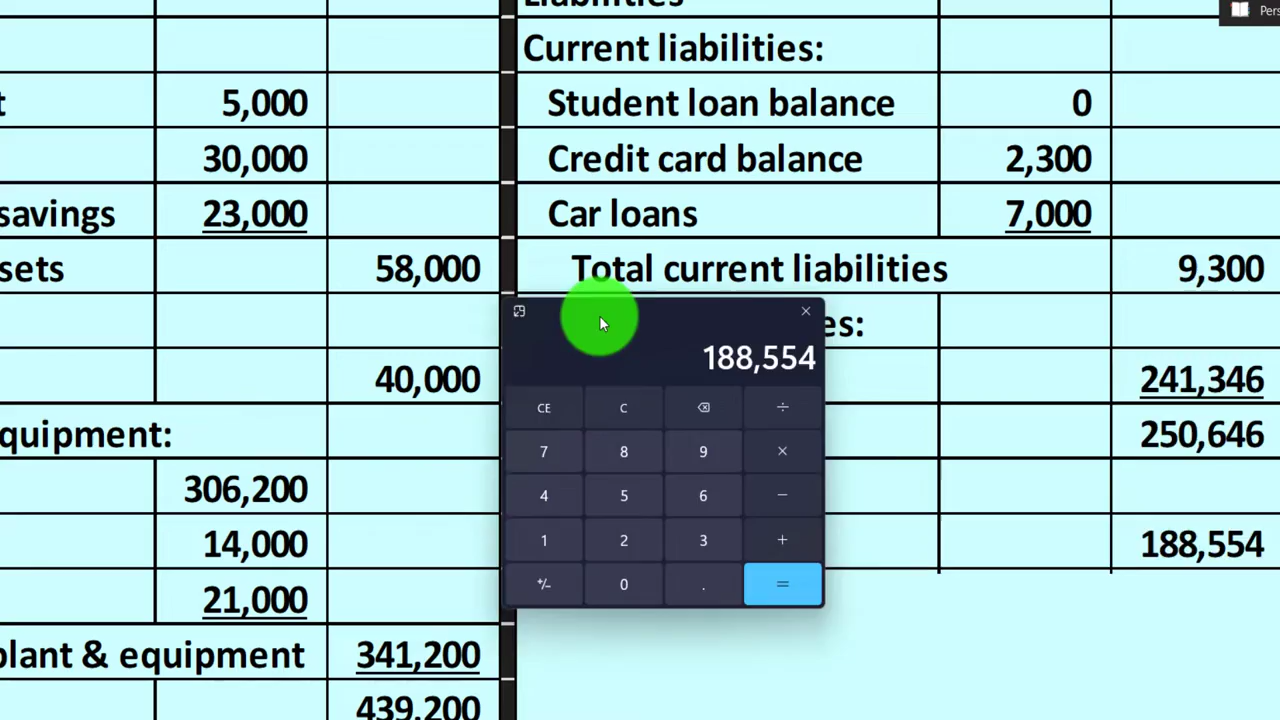 Liabilities
Pers
Current liabilities:
5,000 Student loan balance 0
30,000 Credit card balance 2,300
savings 23,000 Car loans 7,000
sets 58,000 Total current liabilities 9,300
es:
188,554
40,000 241,346
CE C ÷
quipment: 250,646
7 8 9 ×
306,200
4 5 6 −
14,000 188,554
1 2 3 +
21,000
+/− 0 . =
plant & equipment 341,200
439,200